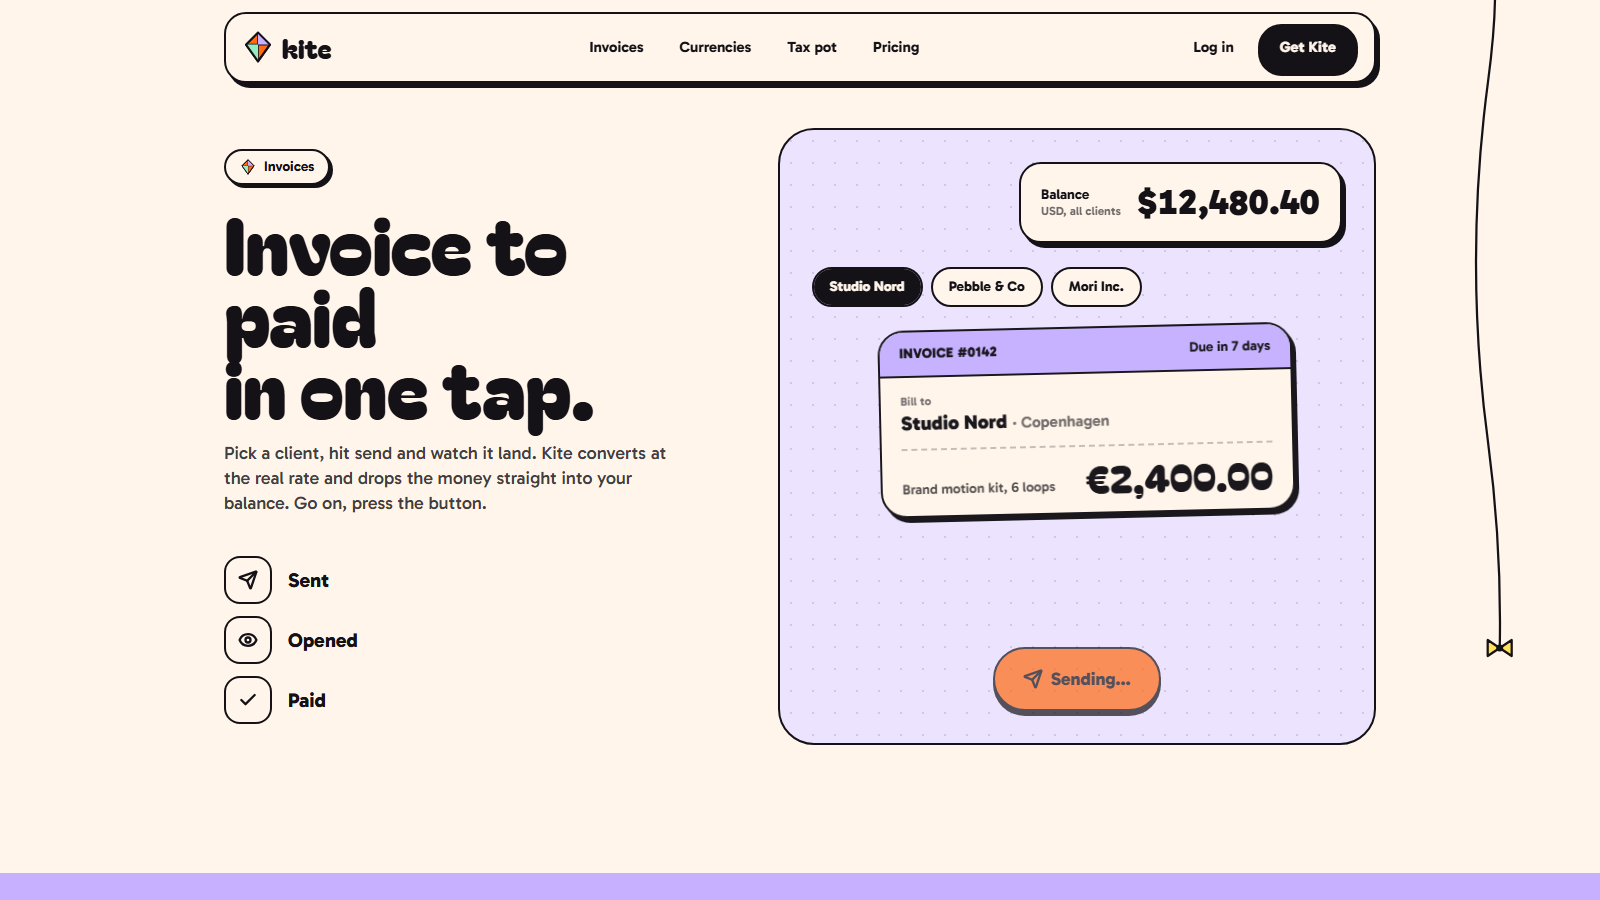 kite
Invoices
Currencies
Tax pot
Pricing
Log in
Get Kite
Invoices
Invoice to
paid
in one tap.
Pick a client, hit send and watch it land. Kite converts at
the real rate and drops the money straight into your
balance. Go on, press the button.
Sent
Opened
Paid
Balance
USD, all clients
$12,480.40
Studio Nord
Pebble & Co
Mori Inc.
INVOICE #0142
Due in 7 days
Bill to
Studio Nord · Copenhagen
Brand motion kit, 6 loops
€2,400.00
Sending...